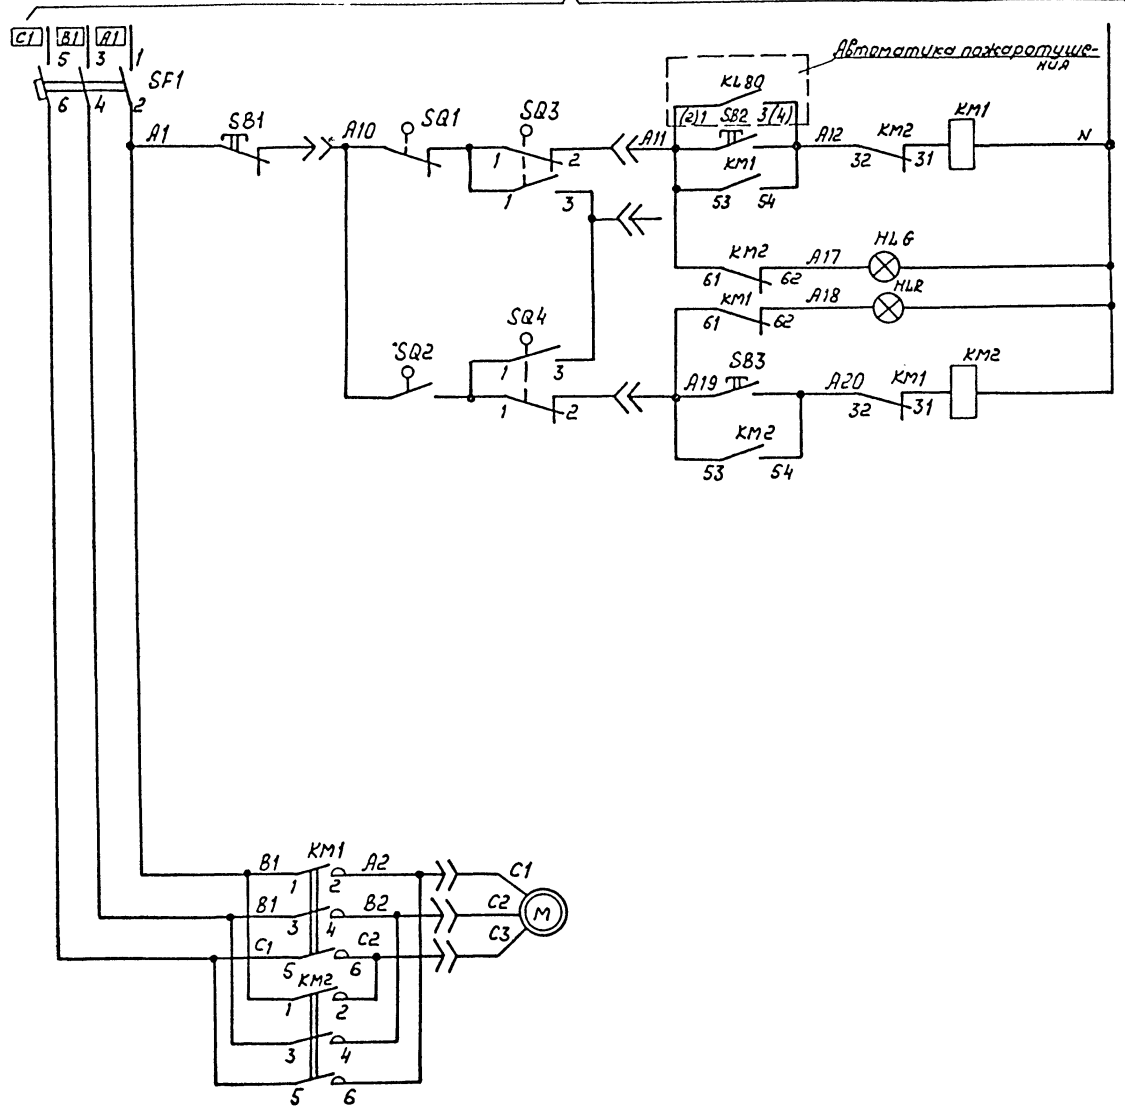 C1 B1 A1
5 3 1
SF1
6 4 2
Автоматика пожаротуше-
ния
KL80
A1 SB1 A10 SQ1 SQ3 A11 (2)1 SB2 3(4) A12 KM2 KM1 N
1 2 32 31
KM1
1 3 53 54
KM2 A17 HLG
61 62
KM1 A18 HLR
61 62
SQ4
SQ2 SB3 KM2
1 3 A19 A20 KM1
1 2 32 31
KM2
53 54
B1 KM1 A2 C1
1 2
B1 B2 C2 M
3 4
C1 C2 C3
5 6
KM2
1 2
3 4
5 6